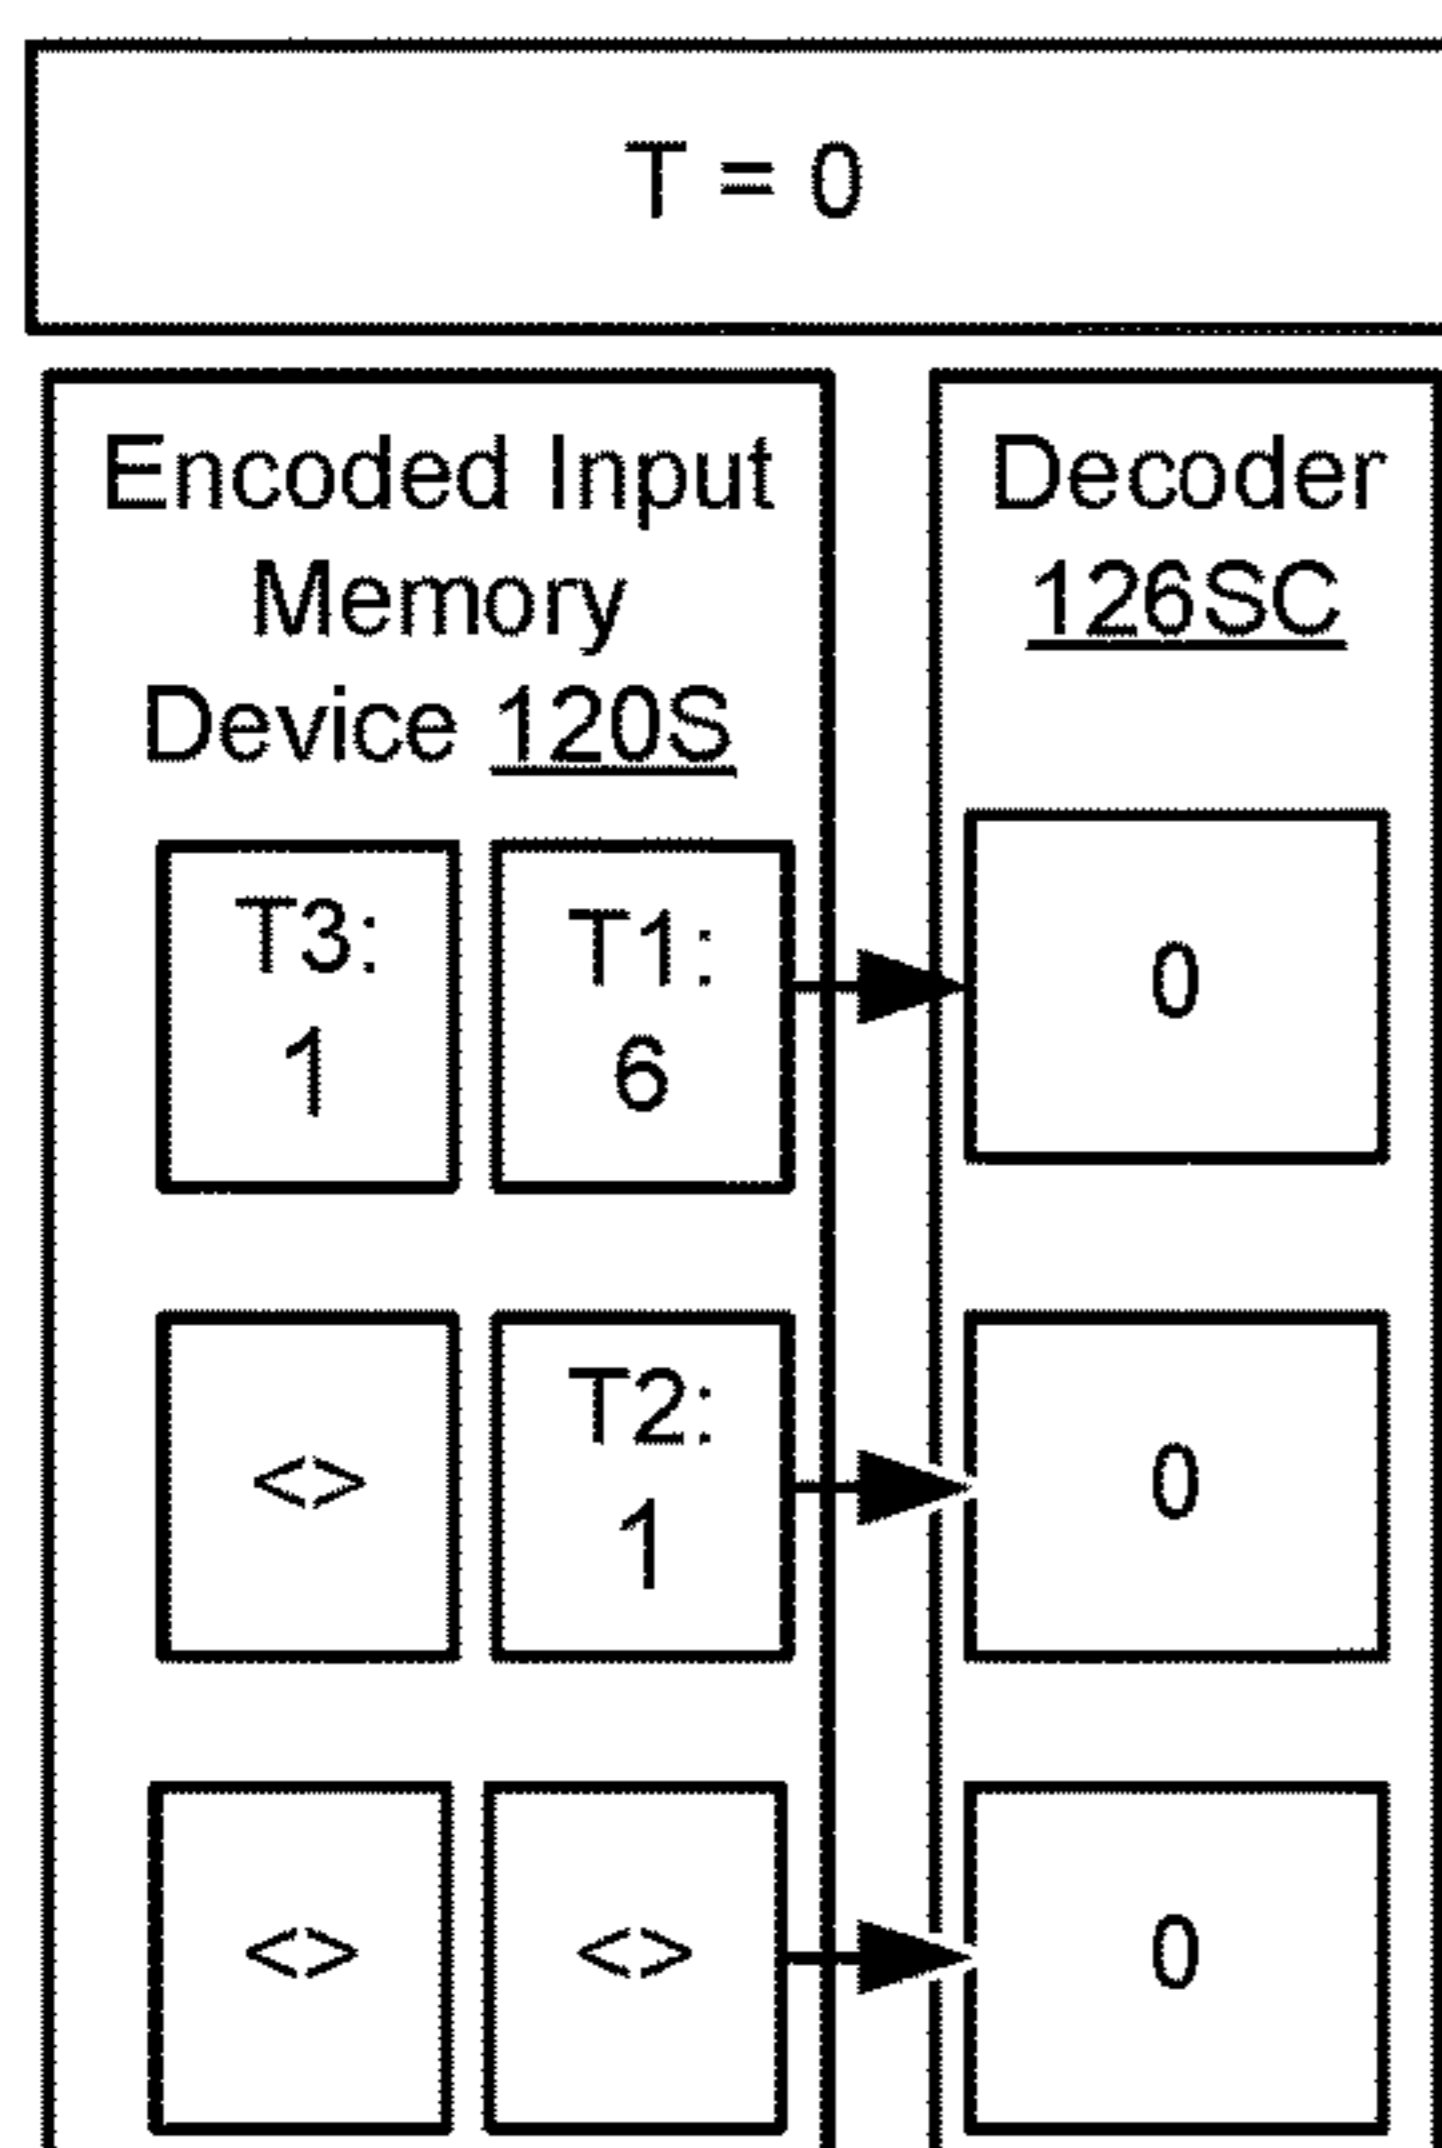 T = 0
Encoded Input
Memory
Device 120S
Decoder
126SC
T3:
1
T1:
6
0
<>
T2:
1
0
<>
<>
0